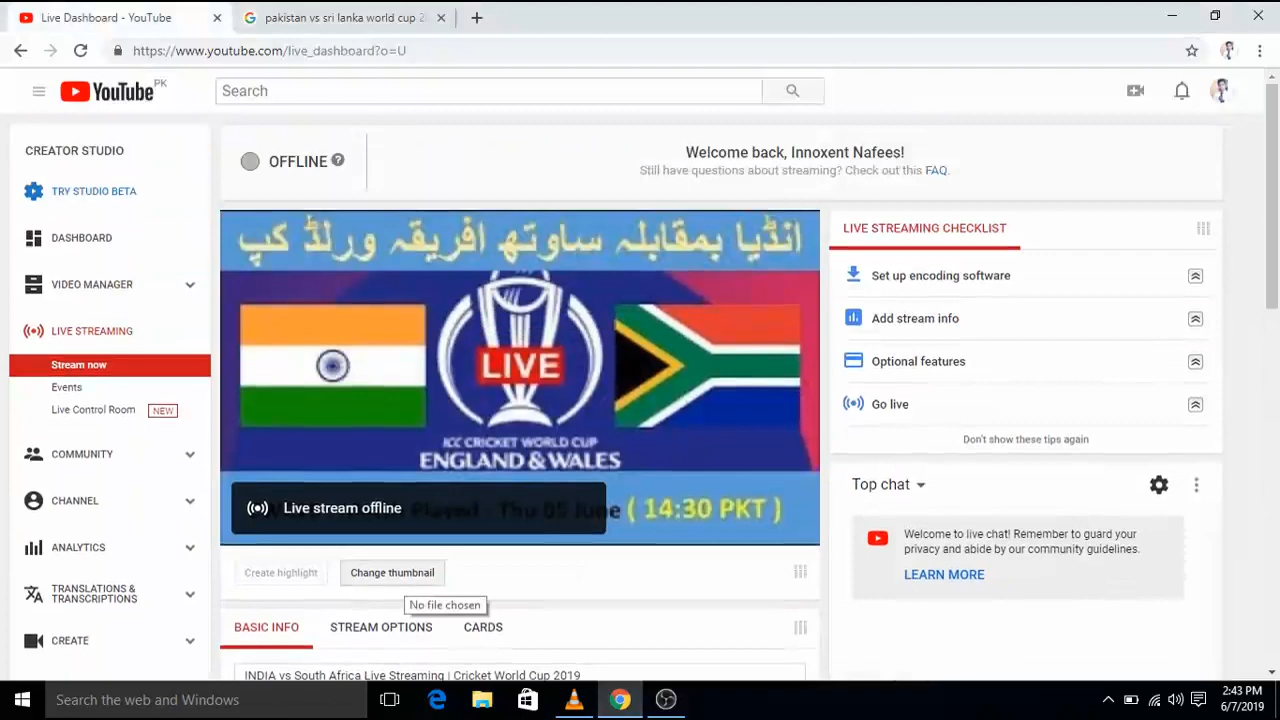 Live Dashboard - YouTube
pakistan vs sri lanka world cup 2
https://www.youtube.com/live_dashboard?o=U
YouTube PK
Search
CREATOR STUDIO
TRY STUDIO BETA
DASHBOARD
VIDEO MANAGER
LIVE STREAMING
Stream now
Events
Live Control Room NEW
COMMUNITY
CHANNEL
ANALYTICS
TRANSLATIONS &
TRANSCRIPTIONS
CREATE
OFFLINE ?
Welcome back, Innoxent Nafees!
Still have questions about streaming? Check out this FAQ.
انڈیا بمقابلہ ساوتھ افریقہ ورلڈ کپ
LIVE
ICC CRICKET WORLD CUP
ENGLAND & WALES
Played - Thu 05 June ( 14:30 PKT )
Live stream offline
Create highlight
Change thumbnail
No file chosen
BASIC INFO
STREAM OPTIONS
CARDS
INDIA vs South Africa Live Streaming | Cricket World Cup 2019
LIVE STREAMING CHECKLIST
Set up encoding software
Add stream info
Optional features
Go live
Don't show these tips again
Top chat
Welcome to live chat! Remember to guard your
privacy and abide by our community guidelines.
LEARN MORE
Search the web and Windows
2:43 PM
6/7/2019